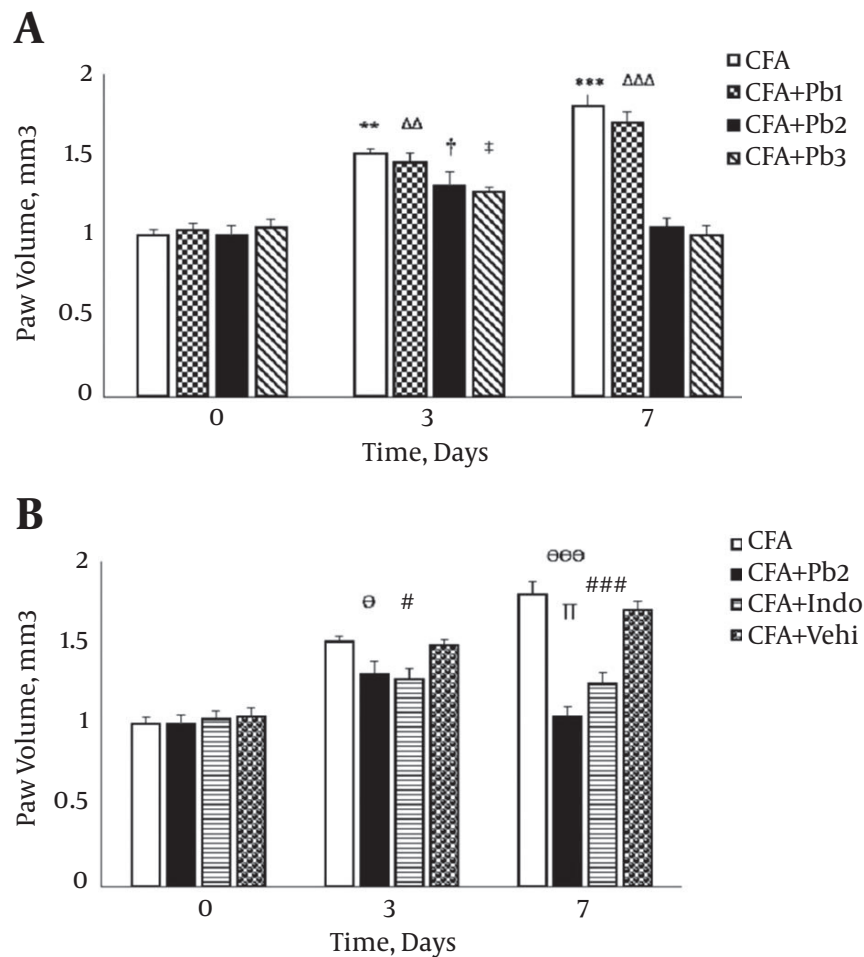 A
CFA
CFA+Pb1
CFA+Pb2
CFA+Pb3
Paw Volume, mm3
2
1.5
1
0.5
0
** ΔΔ † ‡
*** ΔΔΔ
0 3 7
Time, Days
B
CFA
CFA+Pb2
CFA+Indo
CFA+Vehi
Paw Volume, mm3
2
1.5
1
0.5
0
ɵ #
ɵɵɵ
∏ ###
0 3 7
Time, Days